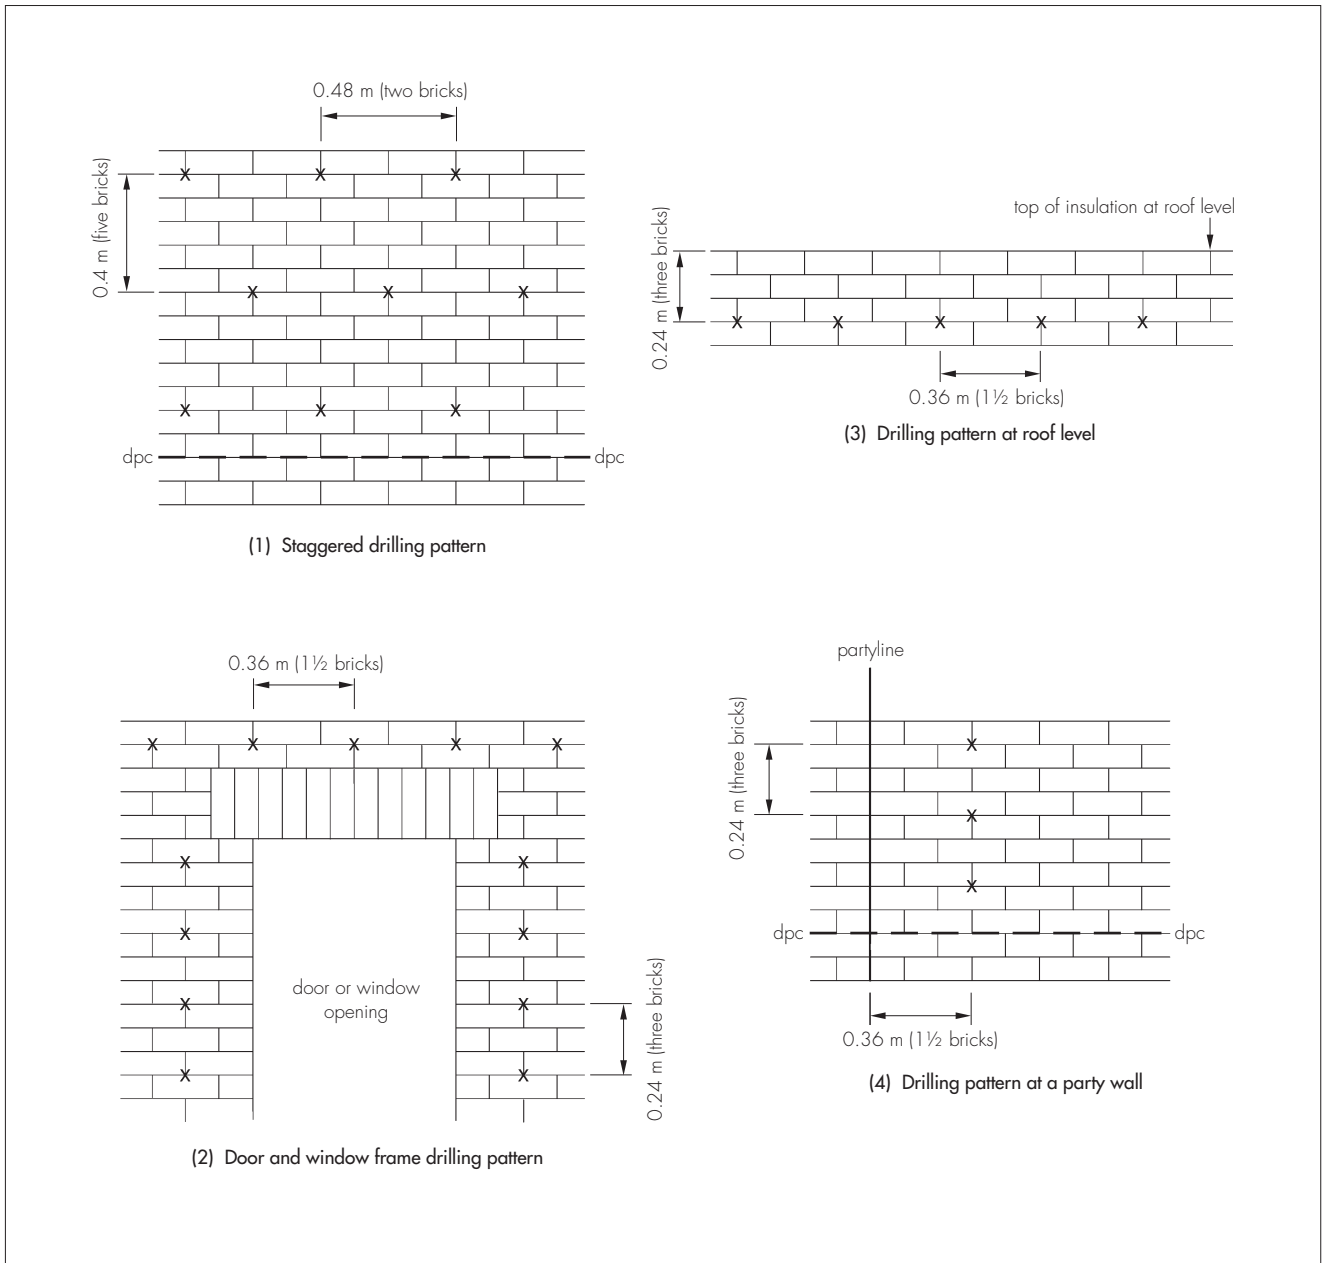 0.48 m (two bricks)
0.4 m (five bricks)
X X X
X X X
X X X
dpc dpc
(1) Staggered drilling pattern
top of insulation at roof level
0.24 m (three bricks)
X X X X X
0.36 m (1½ bricks)
(3) Drilling pattern at roof level
0.36 m (1½ bricks)
X X X X X
X X
X X
door or window
opening
X X
X X
0.24 m (three bricks)
(2) Door and window frame drilling pattern
partyline
0.24 m (three bricks)
X
X
X
dpc dpc
0.36 m (1½ bricks)
(4) Drilling pattern at a party wall